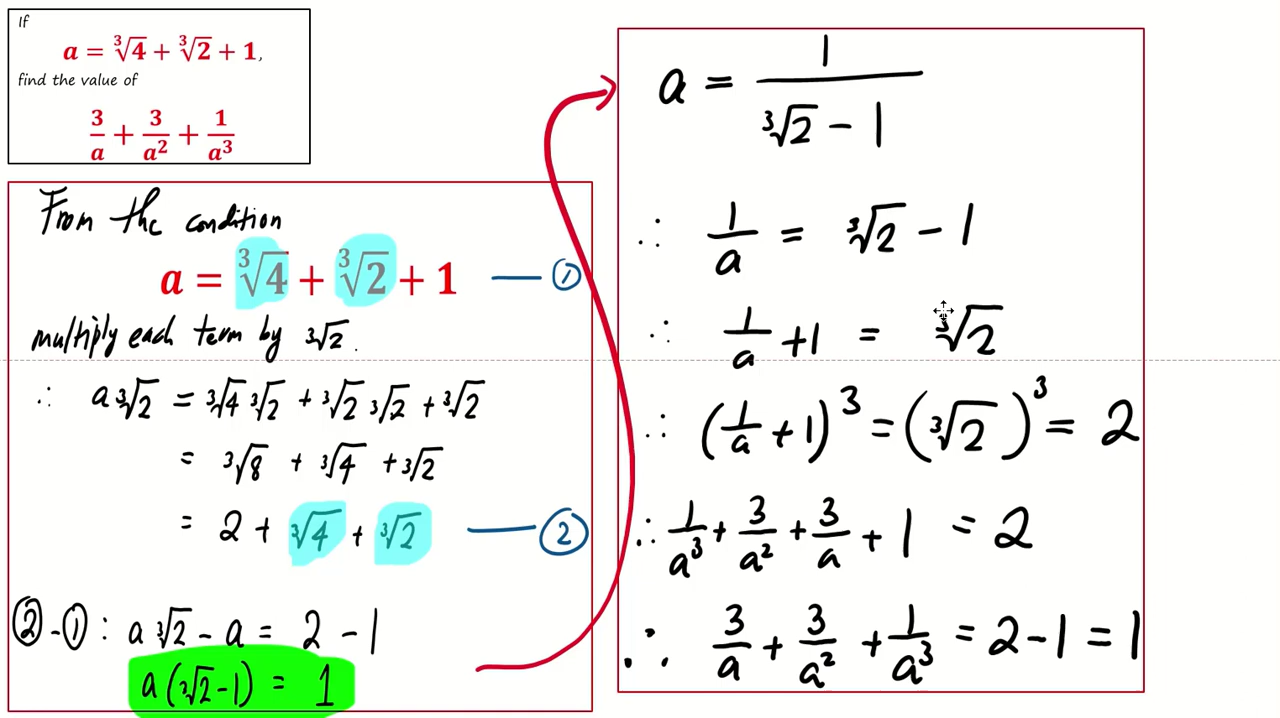 If
a = ∛4 + ∛2 + 1,
find the value of
3/a + 3/a² + 1/a³
From the condition
a = ∛4 + ∛2 + 1 — ①
multiply each term by ∛2.
∴ a∛2 = ∛4 ∛2 + ∛2 ∛2 + ∛2
= ∛8 + ∛4 + ∛2
= 2 + ∛4 + ∛2 — ②
②-①: a∛2 - a = 2 - 1
a(∛2-1) = 1
a = 1/(∛2 - 1)
∴ 1/a = ∛2 - 1
∴ 1/a + 1 = ∛2
∴ (1/a + 1)³ = (∛2)³ = 2
∴ 1/a³ + 3/a² + 3/a + 1 = 2
∴ 3/a + 3/a² + 1/a³ = 2-1 = 1